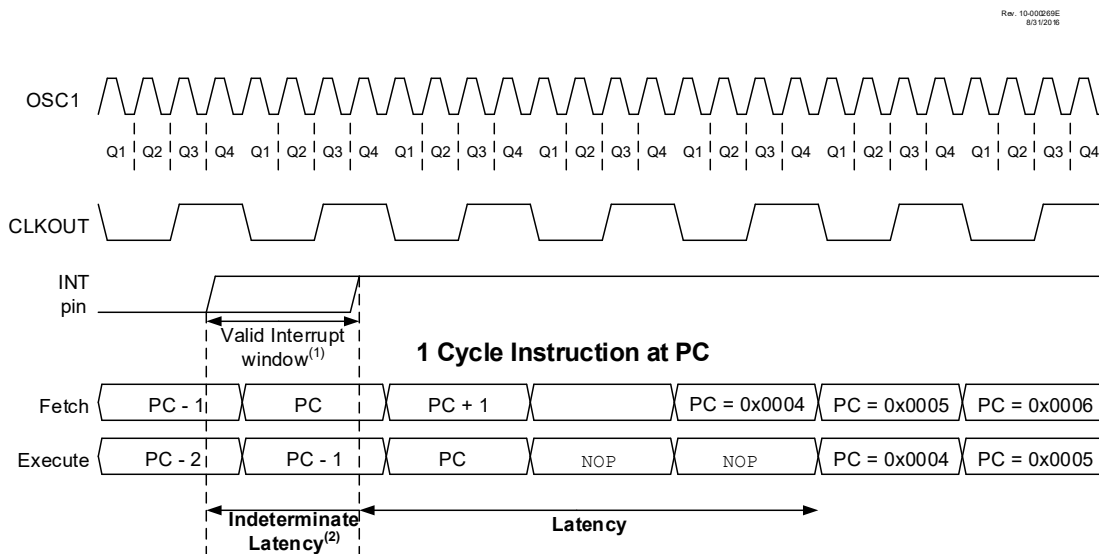 Rev. 10-000269E
8/31/2016
OSC1
Q1 Q2 Q3 Q4 Q1 Q2 Q3 Q4 Q1 Q2 Q3 Q4 Q1 Q2 Q3 Q4 Q1 Q2 Q3 Q4 Q1 Q2 Q3 Q4 Q1 Q2 Q3 Q4
CLKOUT
INT
pin
Valid Interrupt
window(1)
1 Cycle Instruction at PC
Fetch PC - 1 PC PC + 1 PC = 0x0004 PC = 0x0005 PC = 0x0006
Execute PC - 2 PC - 1 PC NOP NOP PC = 0x0004 PC = 0x0005
Indeterminate
Latency(2)
Latency